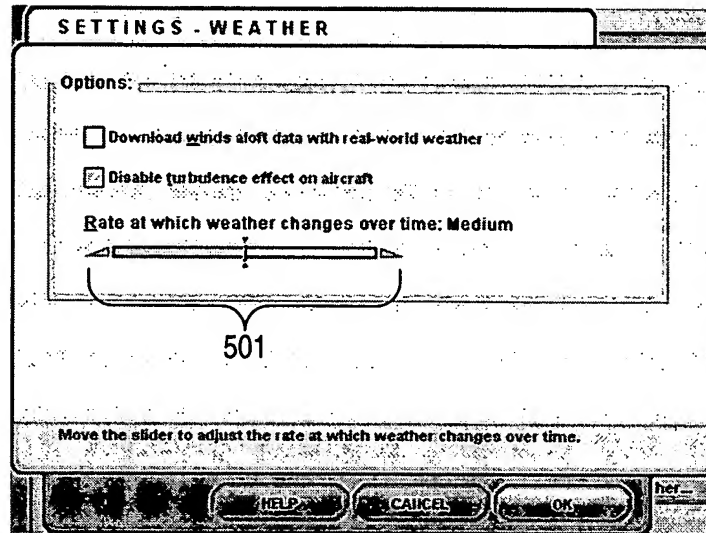 SETTINGS - WEATHER
Options:
Download winds aloft data with real-world weather
Disable turbulence effect on aircraft
Rate at which weather changes over time: Medium
501
Move the slider to adjust the rate at which weather changes over time.
HELP
CANCEL
OK
her...